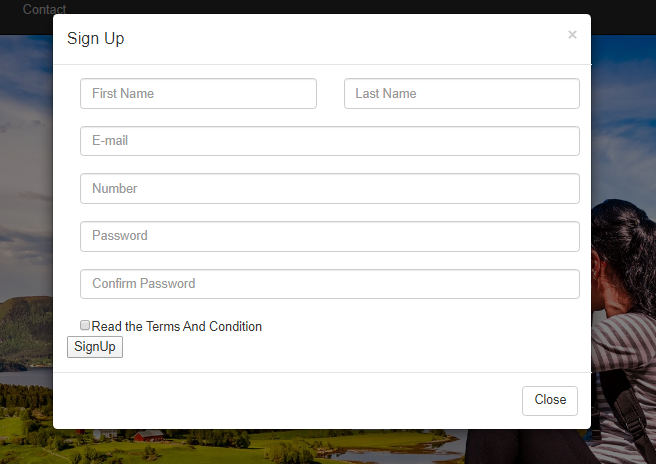 Contact
Sign Up ×
First Name Last Name
E-mail
Number
Password
Confirm Password
Read the Terms And Condition
SignUp
Close